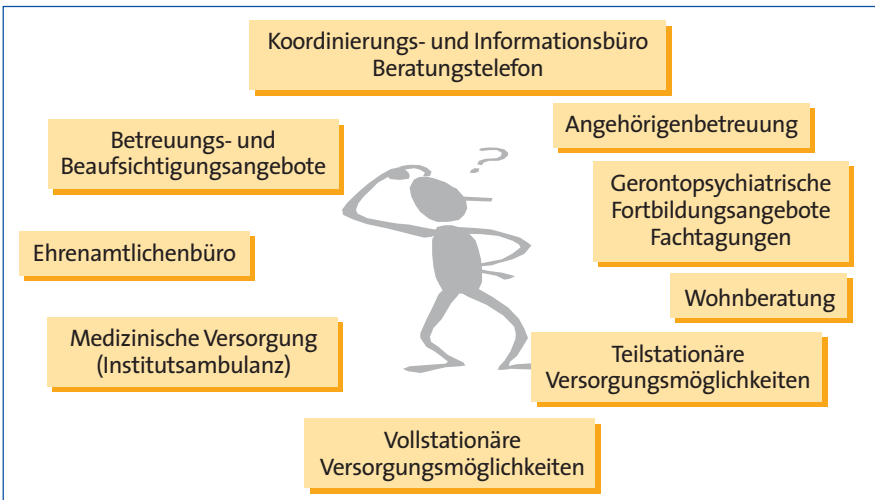 Koordinierungs- und Informationsbüro
Beratungstelefon
Angehörigenbetreuung
Betreuungs- und
Beaufsichtigungsangebote
?
Gerontopsychiatrische
Fortbildungsangebote
Fachtagungen
Ehrenamtlichenbüro
Wohnberatung
Medizinische Versorgung
(Institutsambulanz)
Teilstationäre
Versorgungsmöglichkeiten
Vollstationäre
Versorgungsmöglichkeiten